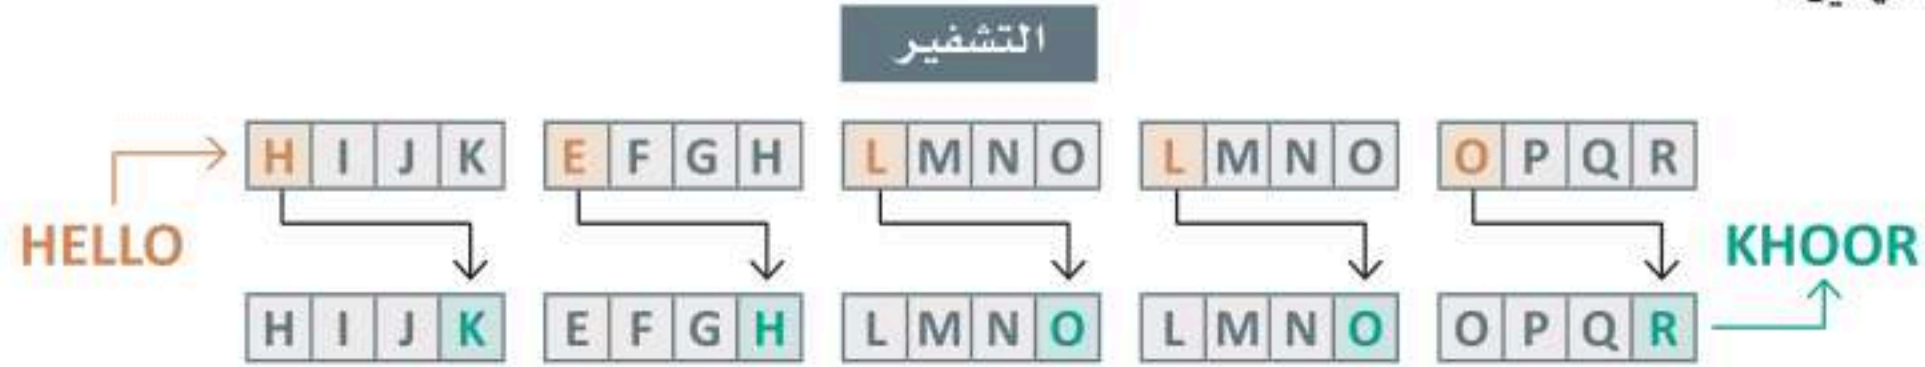 التشفير
H I J K E F G H L M N O L M N O O P Q R
HELLO
KHOOR
H I J K E F G H L M N O L M N O O P Q R